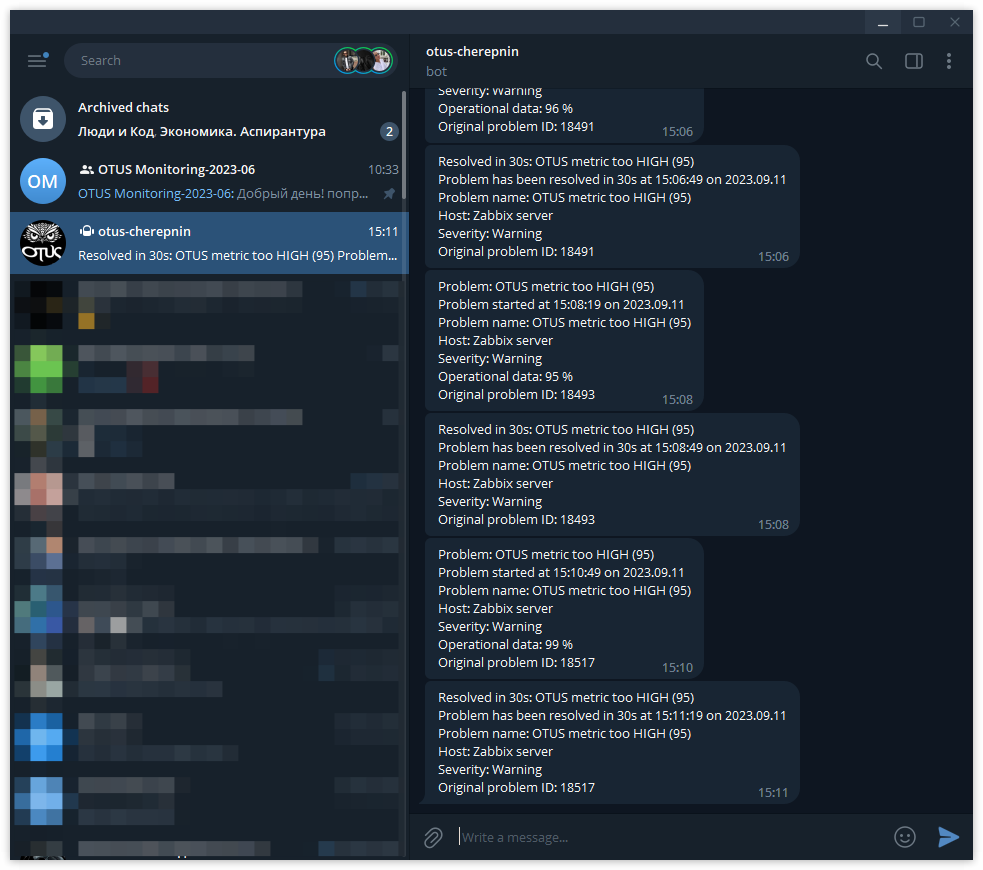 Search
Archived chats
Люди и Код, Экономика. Аспирантура
2
OM
OTUS Monitoring-2023-06
10:33
OTUS Monitoring-2023-06: Добрый день! попр...
OTUS
otus-cherepnin
15:11
Resolved in 30s: OTUS metric too HIGH (95) Problem...
otus-cherepnin
bot
Severity: Warning
Operational data: 96 %
Original problem ID: 18491
15:06
Resolved in 30s: OTUS metric too HIGH (95)
Problem has been resolved in 30s at 15:06:49 on 2023.09.11
Problem name: OTUS metric too HIGH (95)
Host: Zabbix server
Severity: Warning
Original problem ID: 18491
15:06
Problem: OTUS metric too HIGH (95)
Problem started at 15:08:19 on 2023.09.11
Problem name: OTUS metric too HIGH (95)
Host: Zabbix server
Severity: Warning
Operational data: 95 %
Original problem ID: 18493
15:08
Resolved in 30s: OTUS metric too HIGH (95)
Problem has been resolved in 30s at 15:08:49 on 2023.09.11
Problem name: OTUS metric too HIGH (95)
Host: Zabbix server
Severity: Warning
Original problem ID: 18493
15:08
Problem: OTUS metric too HIGH (95)
Problem started at 15:10:49 on 2023.09.11
Problem name: OTUS metric too HIGH (95)
Host: Zabbix server
Severity: Warning
Operational data: 99 %
Original problem ID: 18517
15:10
Resolved in 30s: OTUS metric too HIGH (95)
Problem has been resolved in 30s at 15:11:19 on 2023.09.11
Problem name: OTUS metric too HIGH (95)
Host: Zabbix server
Severity: Warning
Original problem ID: 18517
15:11
Write a message...